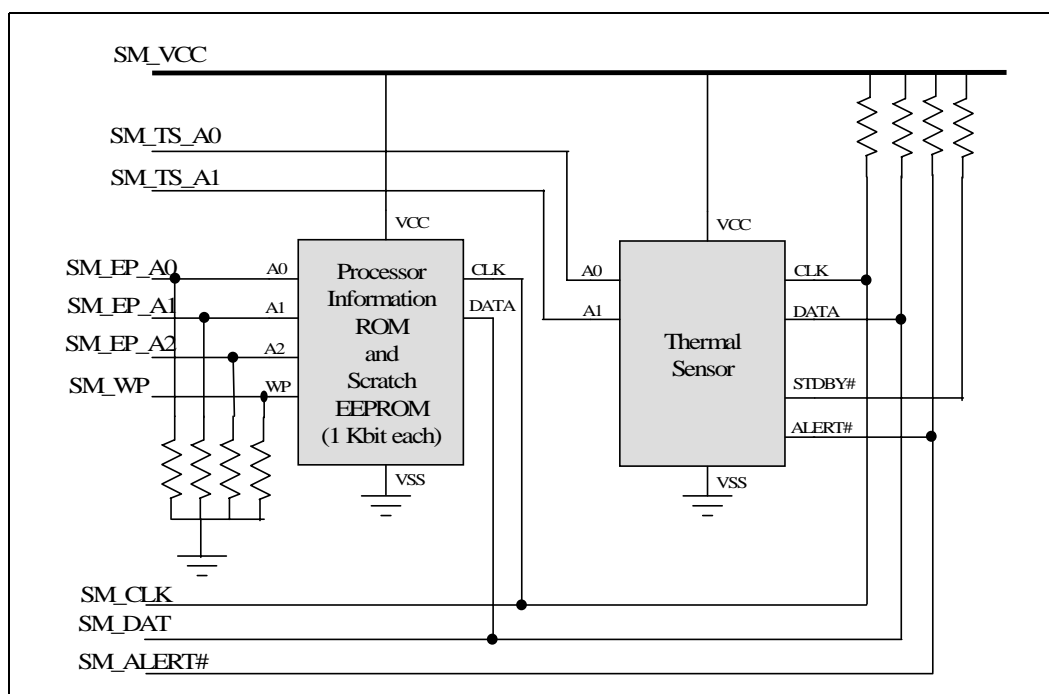 SM_VCC
SM_TS_A0
SM_TS_A1
VCC
VCC
SM_EP_A0
SM_EP_A1
SM_EP_A2
SM_WP
A0
A1
A2
WP
Processor
Information
ROM
and
Scratch
EEPROM
(1 Kbit each)
CLK
DATA
VSS
A0
A1
Thermal
Sensor
CLK
DATA
STDBY#
ALERT#
VSS
SM_CLK
SM_DAT
SM_ALERT#